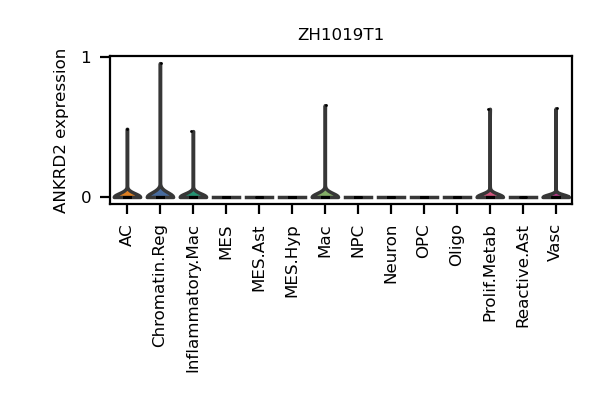 ZH1019T1
ANKRD2 expression
1
0
AC
Chromatin.Reg
Inflammatory.Mac
MES
MES.Ast
MES.Hyp
Mac
NPC
Neuron
OPC
Oligo
Prolif.Metab
Reactive.Ast
Vasc